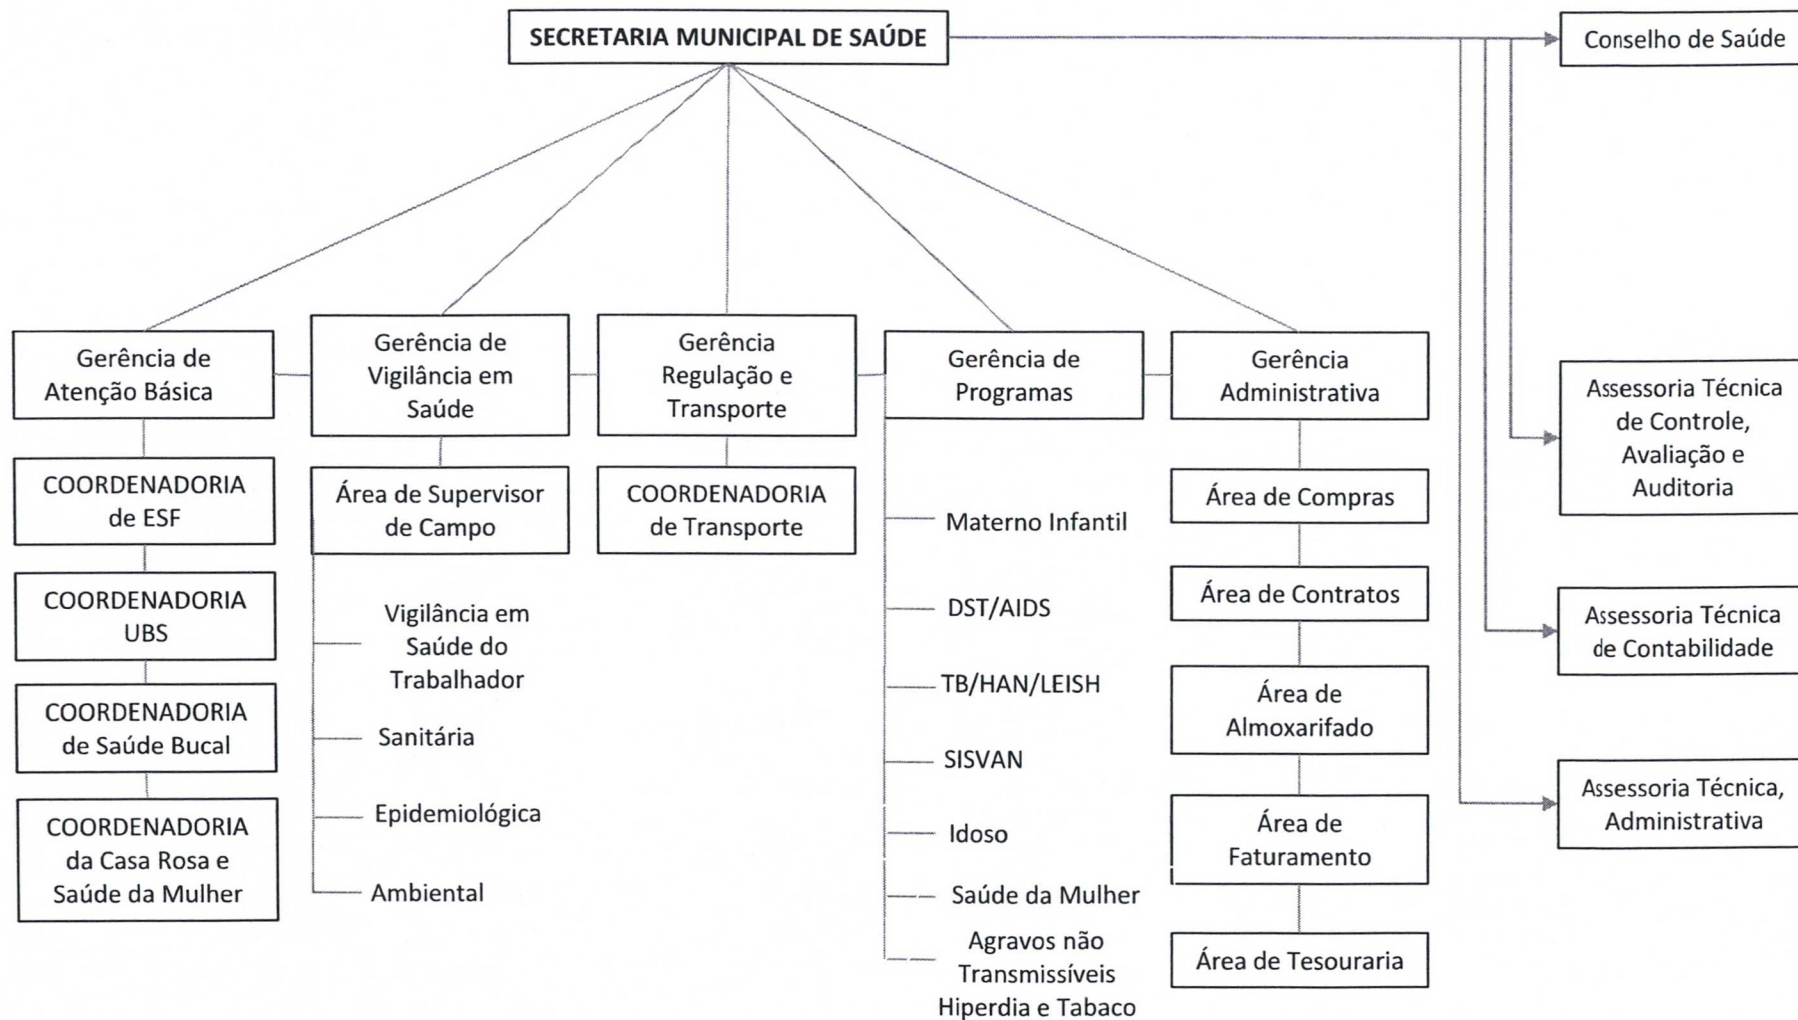 SECRETARIA MUNICIPAL DE SAÚDE
Conselho de Saúde
Gerência de
Atenção Básica
Gerência de
Vigilância em
Saúde
Gerência
Regulação e
Transporte
Gerência de
Programas
Gerência
Administrativa
Assessoria Técnica
de Controle,
Avaliação e
Auditoria
COORDENADORIA
de ESF
COORDENADORIA
UBS
COORDENADORIA
de Saúde Bucal
COORDENADORIA
da Casa Rosa e
Saúde da Mulher
Área de Supervisor
de Campo
Vigilância em
Saúde do
Trabalhador
Sanitária
Epidemiológica
Ambiental
COORDENADORIA
de Transporte
Materno Infantil
DST/AIDS
TB/HAN/LEISH
SISVAN
Idoso
Saúde da Mulher
Agravos não
Transmissíveis
Hiperdia e Tabaco
Área de Compras
Área de Contratos
Área de
Almoxarifado
Área de
Faturamento
Área de Tesouraria
Assessoria Técnica
de Contabilidade
Assessoria Técnica,
Administrativa